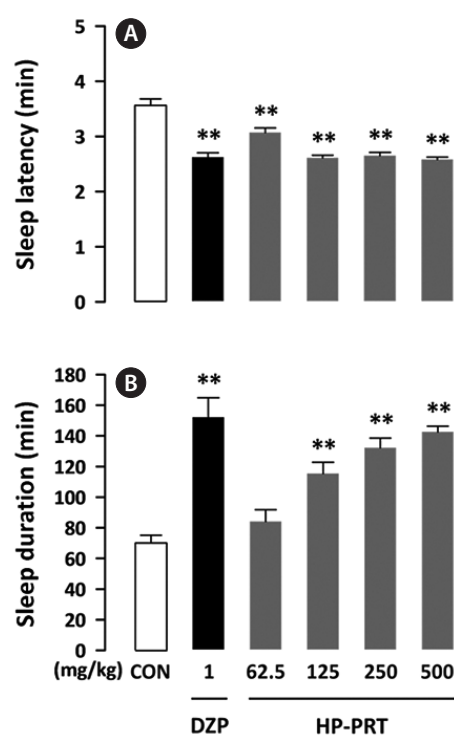 A
Sleep latency (min)
5
4
3
2
1
0
** ** ** ** **
B
Sleep duration (min)
180
160
140
120
100
80
60
40
20
0
** ** ** **
(mg/kg) CON 1 62.5 125 250 500
DZP HP-PRT